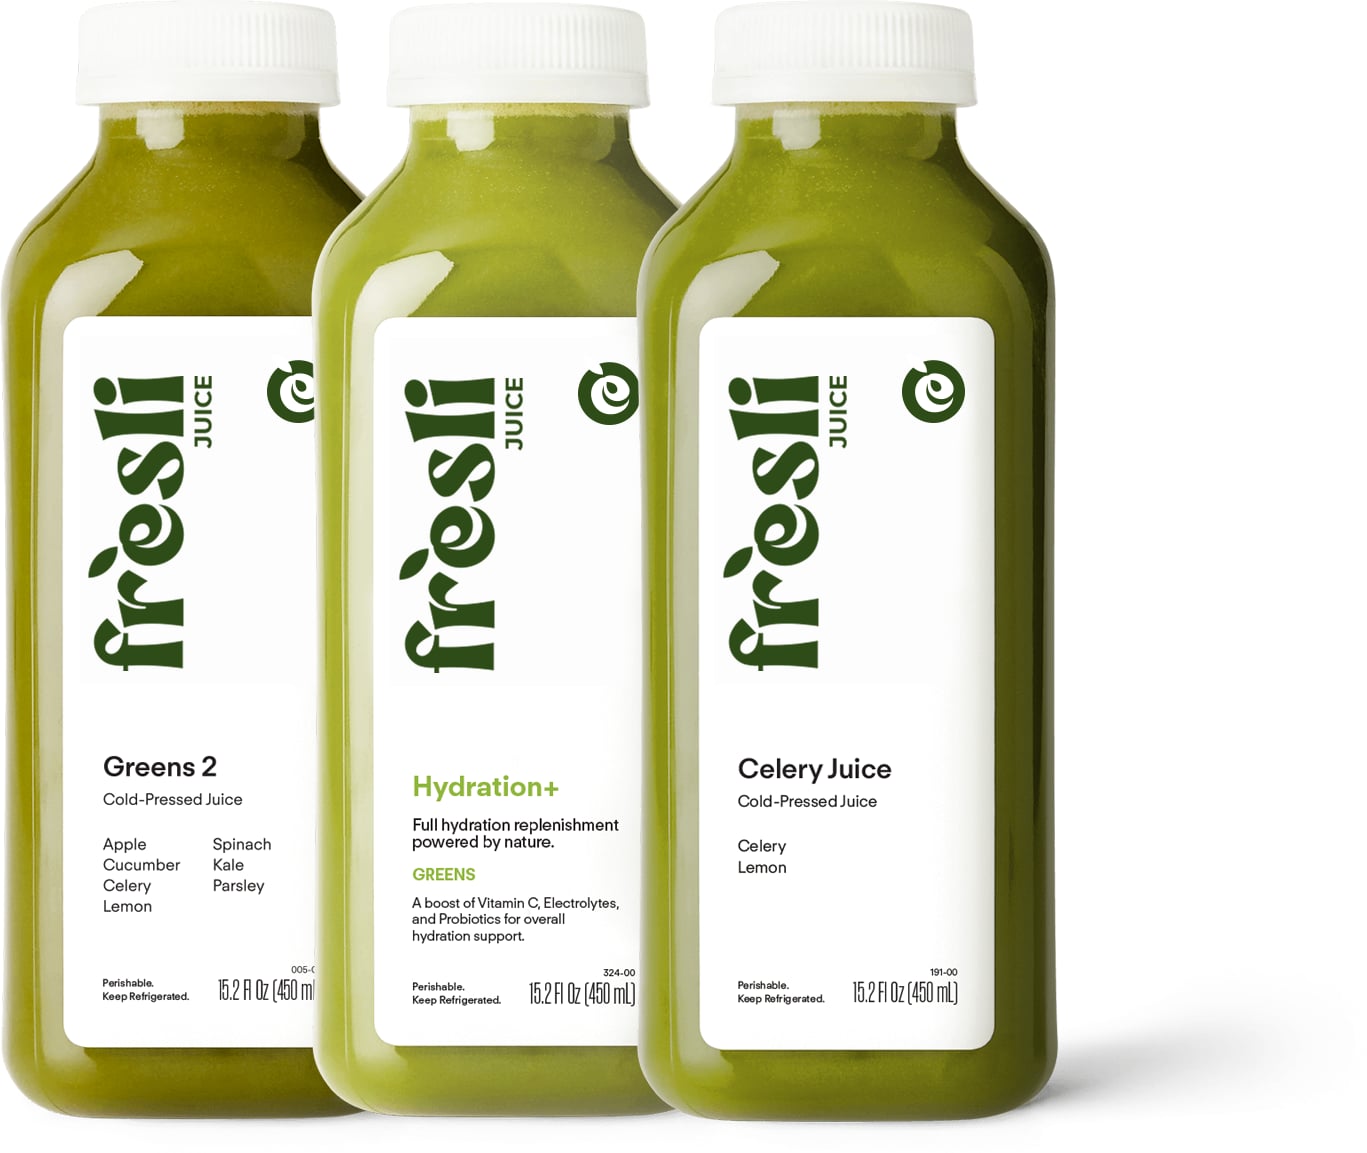 fresli
JUICE
Greens 2
Cold-Pressed Juice
Apple
Cucumber
Celery
Lemon
Spinach
Kale
Parsley
Perishable.
Keep Refrigerated.
005-
15.2 Fl Oz (450 ml
fresli
JUICE
Hydration+
Full hydration replenishment
powered by nature.
GREENS
A boost of Vitamin C, Electrolytes,
and Probiotics for overall
hydration support.
Perishable.
Keep Refrigerated.
324-00
15.2 Fl Oz (450 mL)
fresli
JUICE
Celery Juice
Cold-Pressed Juice
Celery
Lemon
Perishable.
Keep Refrigerated.
191-00
15.2 Fl Oz (450 mL)